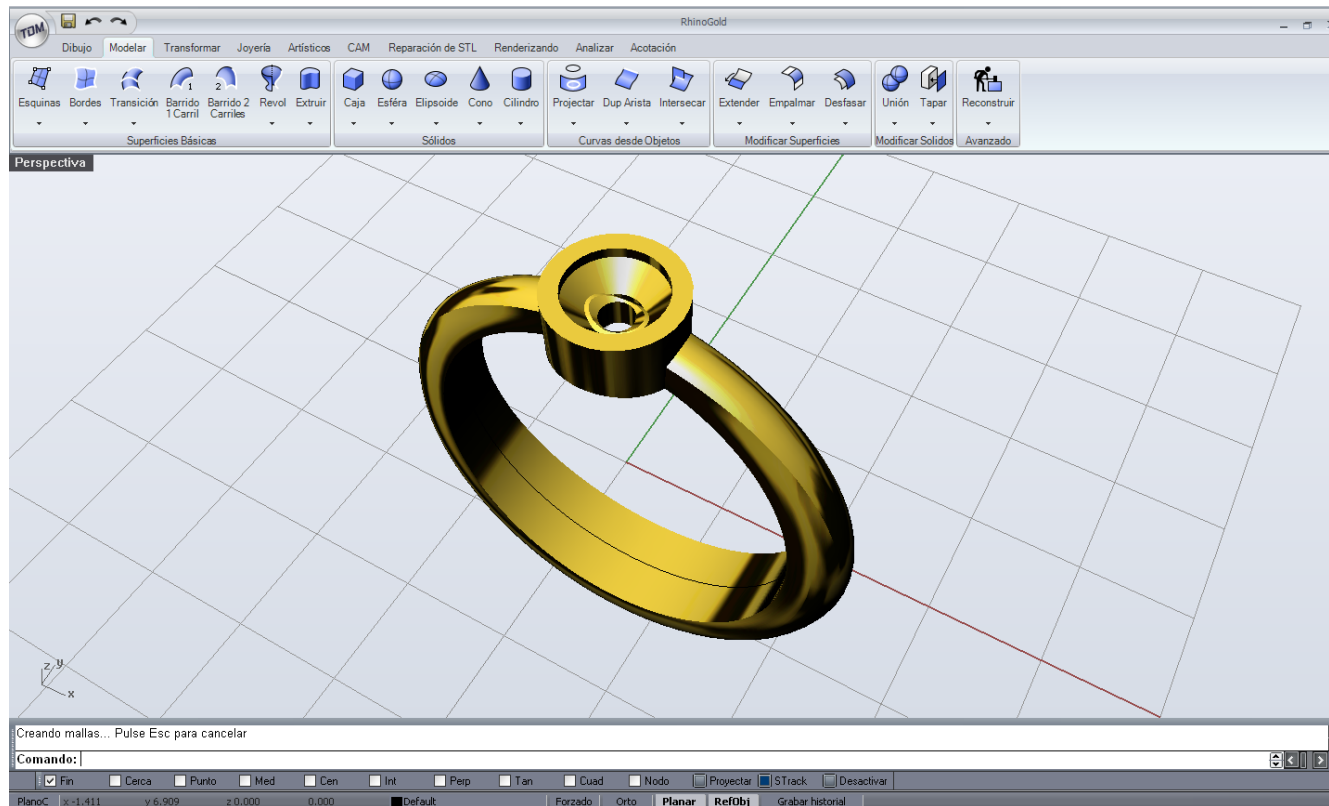 RhinoGold
TDM
Dibujo Modelar Transformar Joyería Artísticos CAM Reparación de STL Renderizando Analizar Acotación
Esquinas Bordes Transición Barrido 1 Carril Barfido 2 Carriles Revol Extruir Caja Esféra Elipsoide Cono Cilindro Projectar Dup Arista Intersecar Extender Empalmar Desfasar Unión Tapar Reconstruir
Superficies Básicas Sólidos Curvas desde Objetos Modificar Superficies Modificar Solidos Avanzado
Perspectiva
z y
x
Creando mallas... Pulse Esc para cancelar
Comando:
Fin Cerca Punto Med Cen Int Perp Tan Cuad Nodo Proyectar STrack Desactivar
PlanoC x -1.411 y 6.909 z 0.000 0.000 Default Forzado Orto Planar RefObj Grabar historial